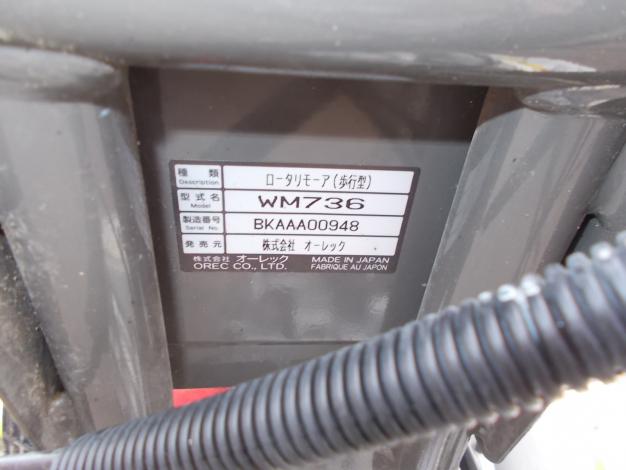 種類 ロータリモーア(歩行型)
Description
型式名 WM736
Model
製造番号 BKAAA00948
Serial No.
発売元 株式会社 オーレック
株式会社 オーレック MADE IN JAPAN
OREC CO., LTD. FABRIQUE AU JAPON